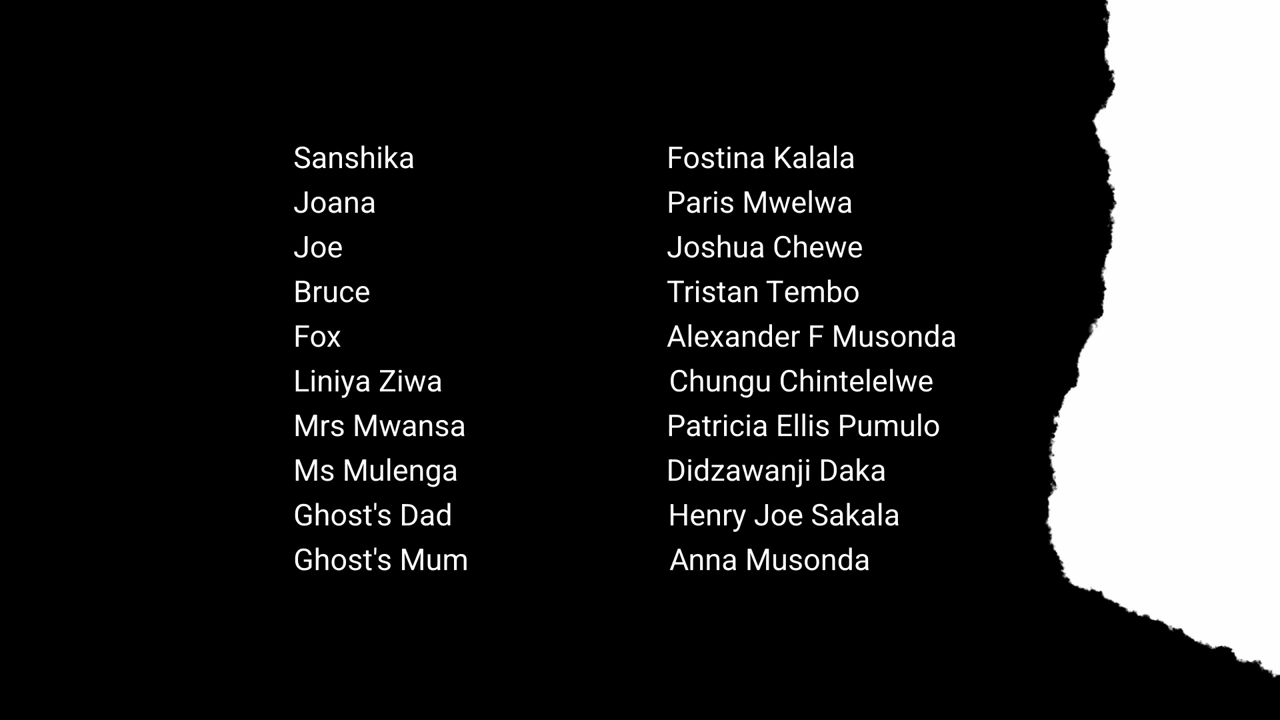 Sanshika Fostina Kalala
Joana Paris Mwelwa
Joe Joshua Chewe
Bruce Tristan Tembo
Fox Alexander F Musonda
Liniya Ziwa Chungu Chintelelwe
Mrs Mwansa Patricia Ellis Pumulo
Ms Mulenga Didzawanji Daka
Ghost's Dad Henry Joe Sakala
Ghost's Mum Anna Musonda